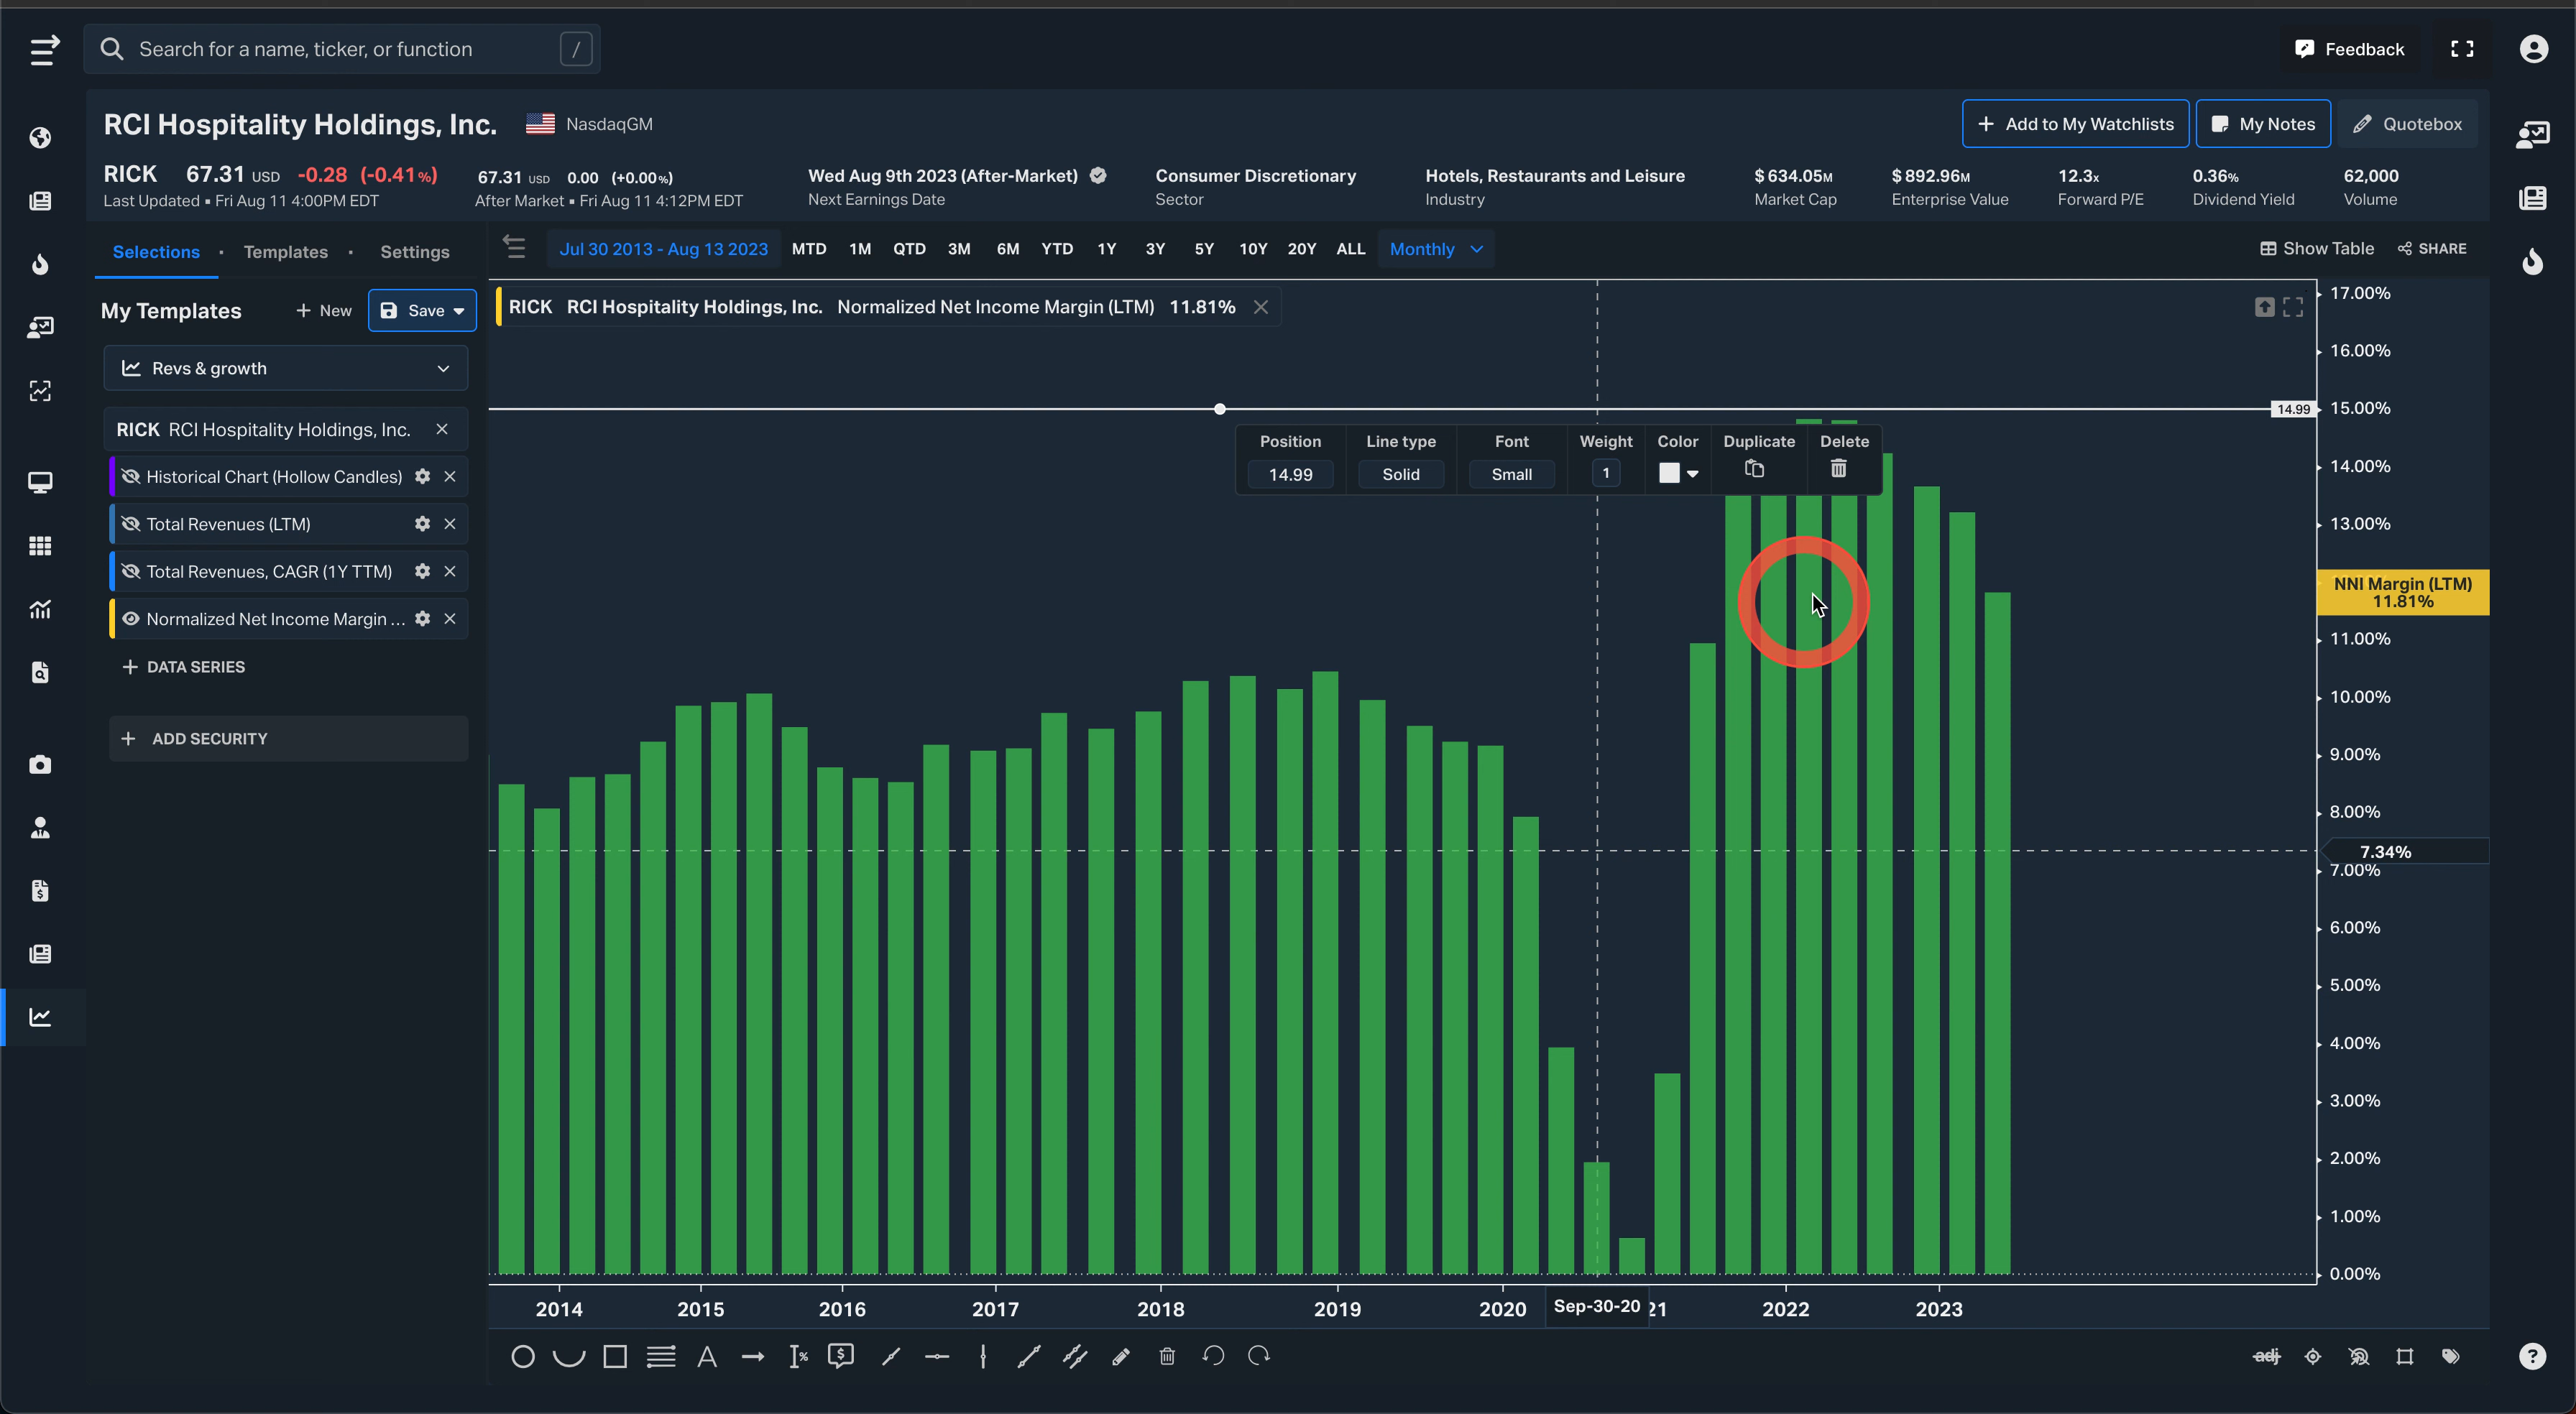 Search for a name, ticker, or function /
Feedback
RCI Hospitality Holdings, Inc. NasdaqGM
+ Add to My Watchlists My Notes Quotebox
RICK 67.31 USD -0.28 (-0.41%) 67.31 USD 0.00 (+0.00%) Wed Aug 9th 2023 (After-Market) Consumer Discretionary Hotels, Restaurants and Leisure $634.05M $892.96M 12.3x 0.36% 62,000
Last Updated ▪ Fri Aug 11 4:00PM EDT After Market ▪ Fri Aug 11 4:12PM EDT Next Earnings Date Sector Industry Market Cap Enterprise Value Forward P/E Dividend Yield Volume
Selections · Templates · Settings
Jul 30 2013 - Aug 13 2023 MTD 1M QTD 3M 6M YTD 1Y 3Y 5Y 10Y 20Y ALL Monthly
Show Table SHARE
My Templates + New Save
Revs & growth
RICK RCI Hospitality Holdings, Inc.
Historical Chart (Hollow Candles)
Total Revenues (LTM)
Total Revenues, CAGR (1Y TTM)
Normalized Net Income Margin ...
+ DATA SERIES
+ ADD SECURITY
RICK RCI Hospitality Holdings, Inc. Normalized Net Income Margin (LTM) 11.81%
14.99
Position Line type Font Weight Color Duplicate Delete
14.99 Solid Small 1
17.00%
16.00%
15.00%
14.00%
13.00%
NNI Margin (LTM)
11.81%
11.00%
10.00%
9.00%
8.00%
7.34%
7.00%
6.00%
5.00%
4.00%
3.00%
2.00%
1.00%
0.00%
2014 2015 2016 2017 2018 2019 2020 Sep-30-20 21 2022 2023
A % $ adj ?